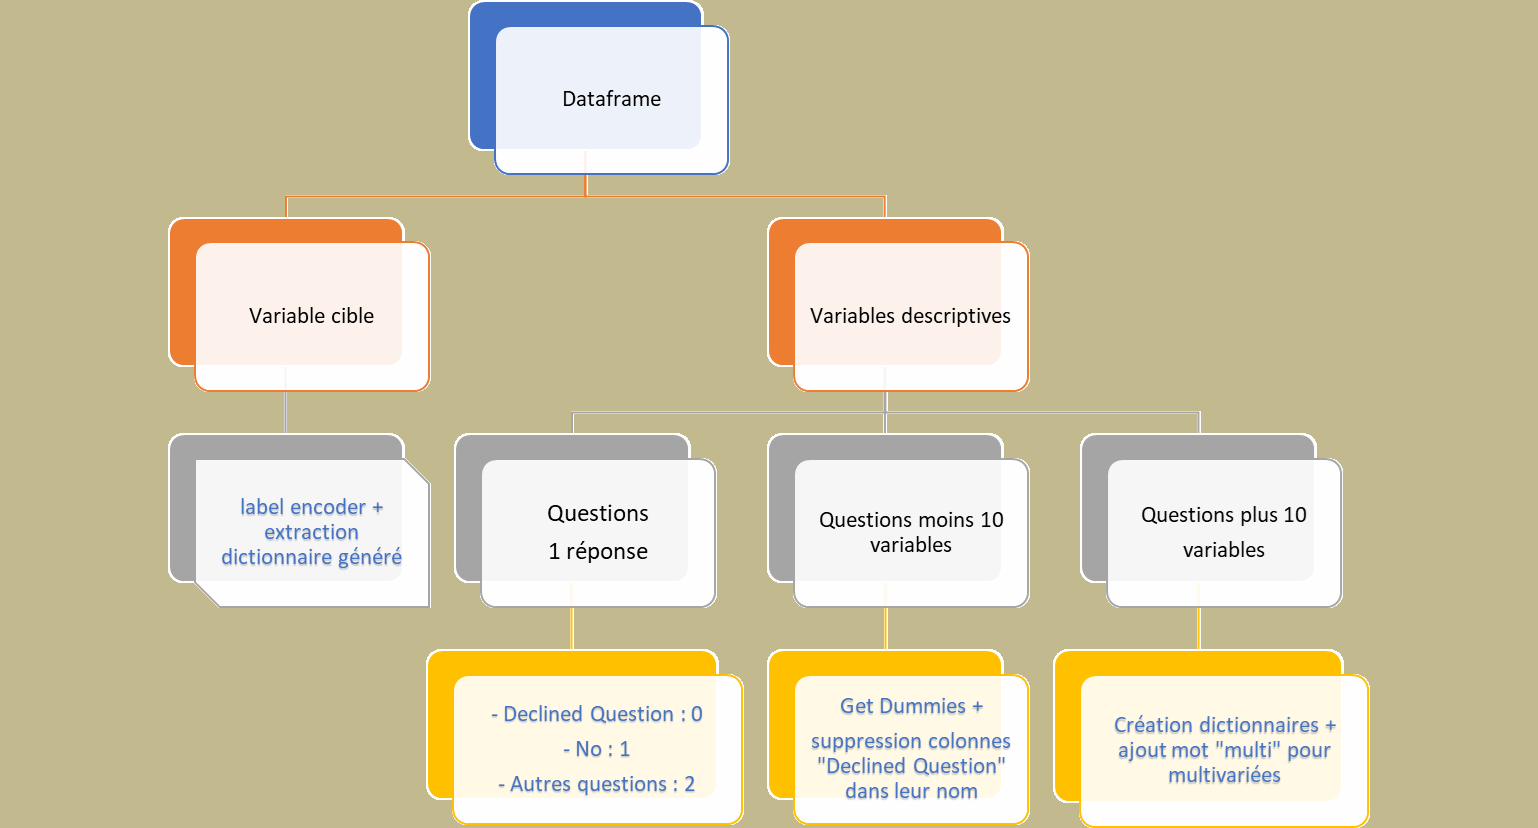 Dataframe
Variable cible
Variables descriptives
label encoder +
extraction
dictionnaire généré
Questions
1 réponse
Questions moins 10
variables
Questions plus 10
variables
- Declined Question : 0
- No : 1
- Autres questions : 2
Get Dummies +
suppression colonnes
"Declined Question"
dans leur nom
Création dictionnaires +
ajout mot "multi" pour
multivariées